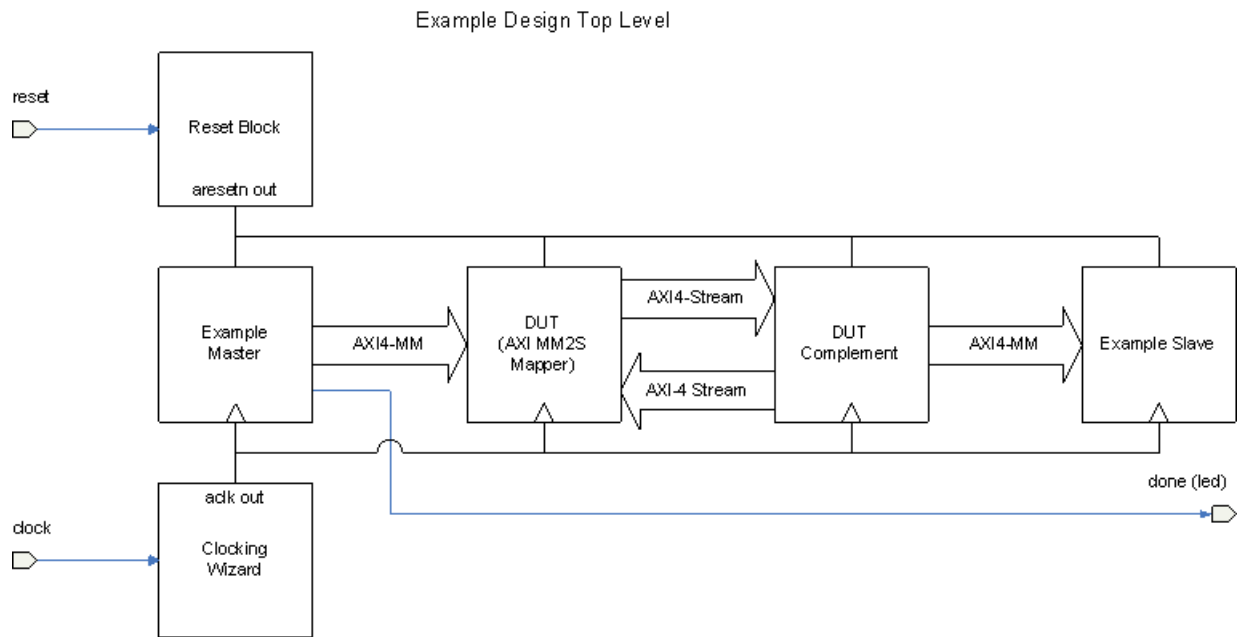 Example Design Top Level
reset
Reset Block
aresetn out
Example
Master
AXI4-MM
DUT
(AXI MM2S
Mapper)
AXI4-Stream
AXI-4 Stream
DUT
Complement
AXI4-MM
Example Slave
done (led)
aclk out
clock
Clocking
Wizard